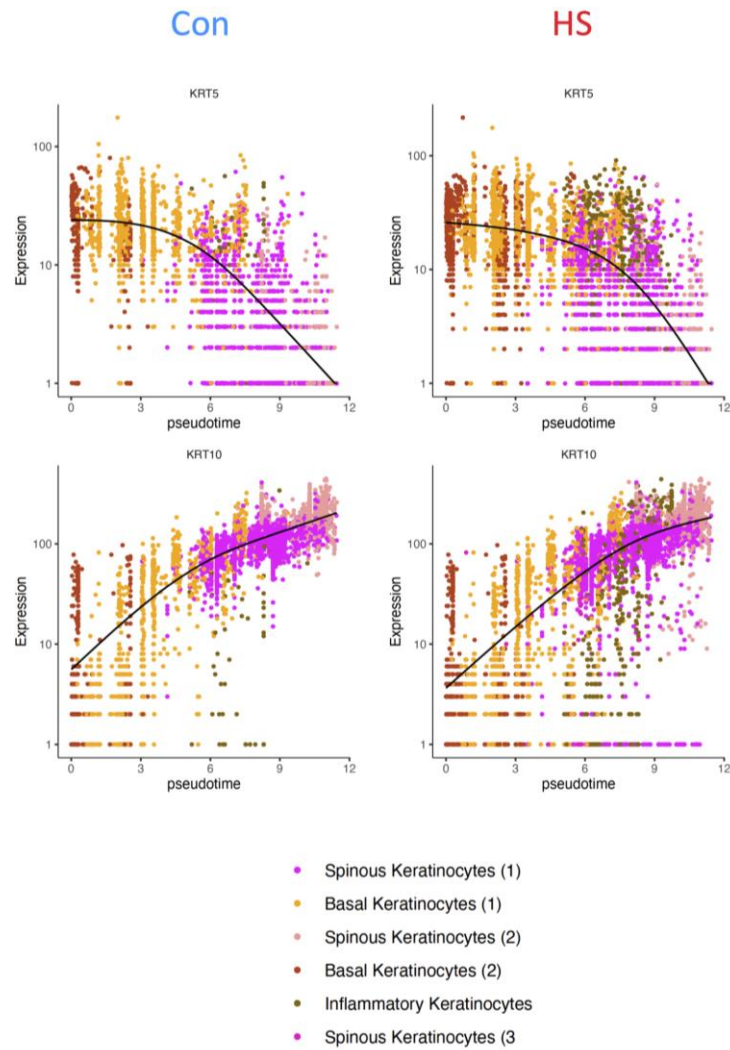 Con HS
KRT5 KRT5
100 100
Expression Expression
10 10
1 1
0 3 6 9 12 0 3 6 9 12
pseudotime pseudotime
KRT10 KRT10
100 100
Expression Expression
10 10
1 1
0 3 6 9 12 0 3 6 9 12
pseudotime pseudotime
Spinous Keratinocytes (1)
Basal Keratinocytes (1)
Spinous Keratinocytes (2)
Basal Keratinocytes (2)
Inflammatory Keratinocytes
Spinous Keratinocytes (3